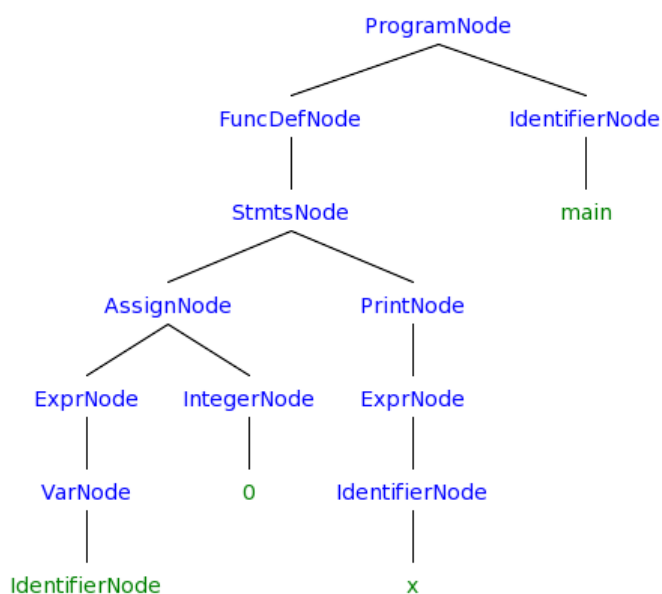 ProgramNode
FuncDefNode IdentifierNode
StmtsNode main
AssignNode PrintNode
ExprNode IntegerNode ExprNode
VarNode 0 IdentifierNode
IdentifierNode x